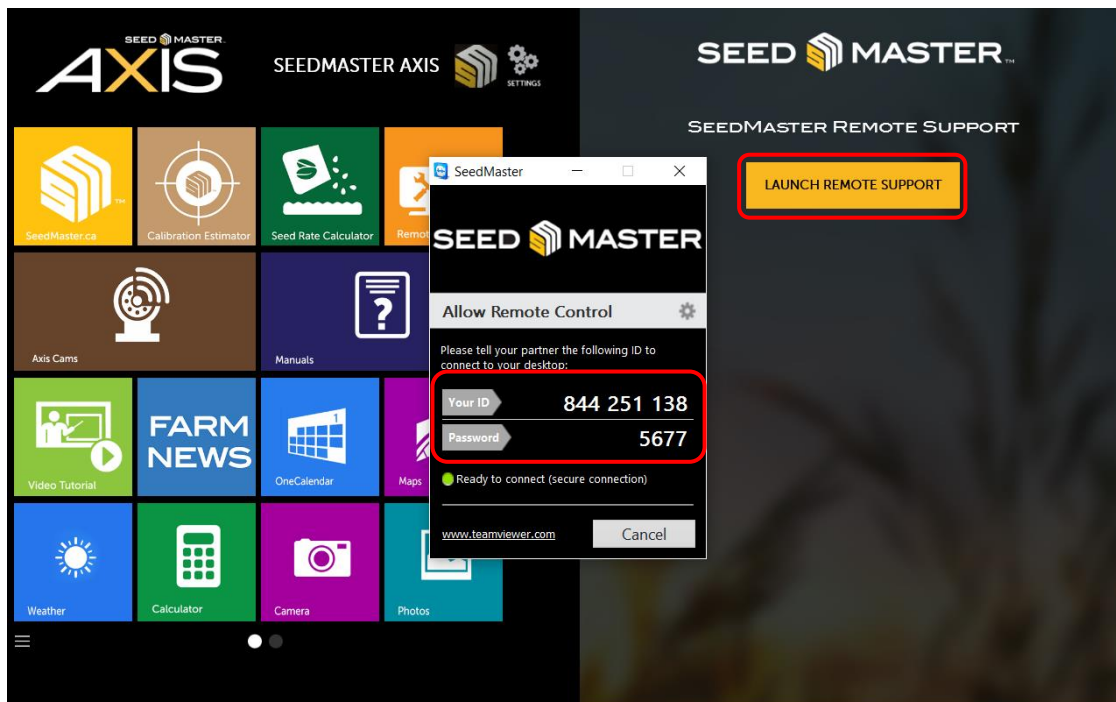 SEED MASTER
AXIS
SEEDMASTER AXIS
SETTINGS
SEED MASTER™
SEEDMASTER REMOTE SUPPORT
LAUNCH REMOTE SUPPORT
SeedMaster.ca
Calibration Estimator
Seed Rate Calculator
SeedMaster
SEED MASTER
Allow Remote Control
Please tell your partner the following ID to
connect to your desktop:
Your ID 844 251 138
Password 5677
Ready to connect (secure connection)
www.teamviewer.com
Cancel
Axis Cams
Manuals
Video Tutorial
FARM
NEWS
1
OneCalendar
Maps
Weather
Calculator
Camera
Photos